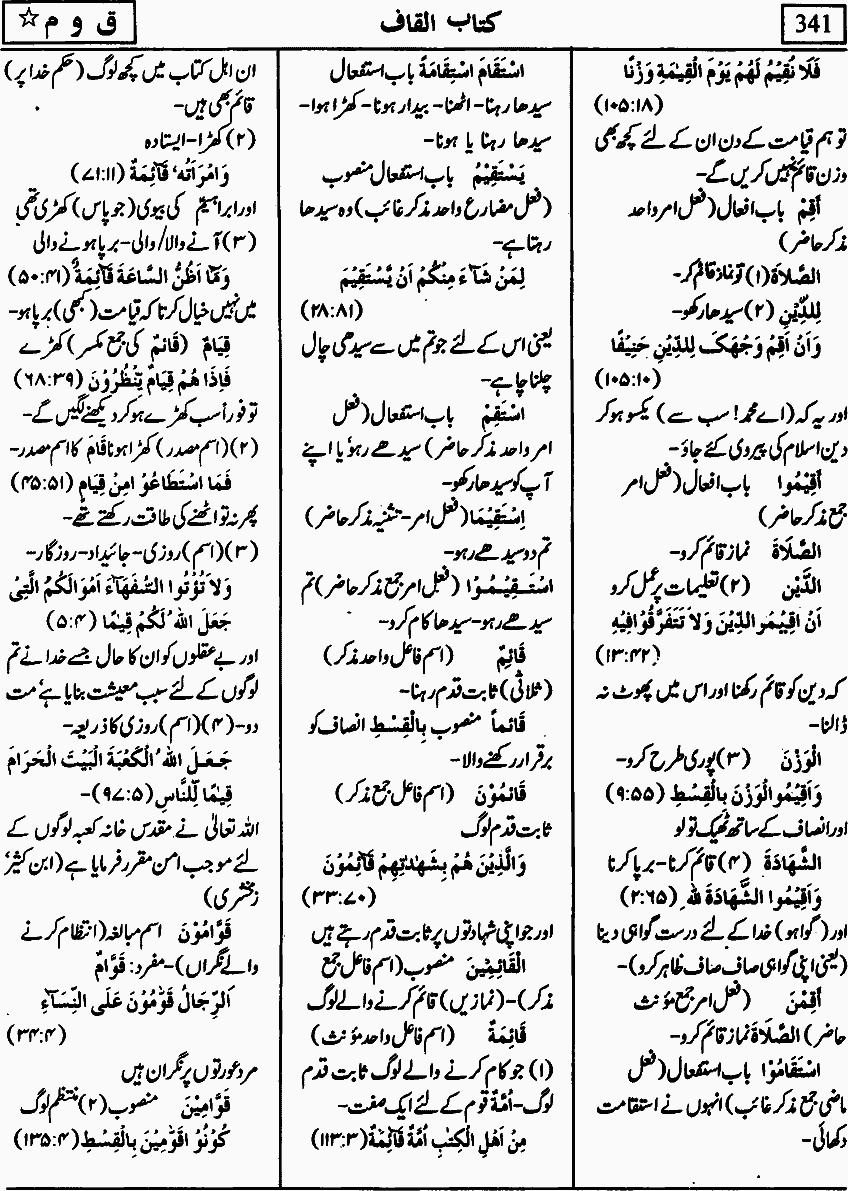 341
کتاب القاف
ق و م ☆
فَلَا نُقِیْمُ لَهُمْ یَوْمَ الْقِیٰمَةِ وَزْنًا
(۱۰۵:۱۸)
تو ہم قیامت کے دن ان کے لئے کچھ بھی
وزن قائم نہیں کریں گے-
أَقِمْ باب افعال (فعل امر واحد
مذکر حاضر)
الصَّلاَةَ (۱) تو نماز قائم کر-
لِلدِّیْنِ (۲) سیدھا رکھو-
وَ أَنْ أَقِمْ وَجْهَکَ لِلدِّیْنِ حَنِیْفًا
(۱۰۵:۱۰)
اور یہ کہ (اے محمد! سب سے) یکسو ہو کر
دین اسلام کی پیروی کئے جاؤ-
أَقِیْمُوا باب افعال (فعل امر
جمع مذکر حاضر)
الصَّلاَةَ نماز قائم کرو-
الدَّیْنَ (۲) تعلیمات پر عمل کرو
اَنْ اَقِیْمُو الدِّیْنَ وَلاَ تَتَفَرَّقُوْا فِیْهِ
(۱۳:۴۲)
کہ دین کو قائم رکھنا اور اس میں پھوٹ نہ
ڈالنا-
الْوَزْنَ (۳) پوری طرح کرو-
وَ اَقِیْمُوا الْوَزْنَ بِالْقِسْطِ (۹:۵۵)
اور انصاف کے ساتھ ٹھیک تولو
الشَّهَادَةَ (۴) قائم کرنا- برپا کرنا
وَ اَقِیْمُوا الشَّهَادَةَ لِلّٰهِ (۲:۶۵)
اور (گواہو) خدا کے لئے درست گواہی دینا
(یعنی اپنی گواہی صاف صاف ظاہر کرو)-
أَقِمْنَ (فعل امر جمع مؤنث
حاضر) الصَّلَاةَ نماز قائم کرو-
اسْتَقَامُوْا باب استفعال (فعل
ماضی جمع مذکر غائب) انہوں نے استقامت
دکھائی-
اسْتَقَامَ اسْتِقَامَةً باب استفعال
سیدھا رہنا- اٹھنا- بیدار ہونا- کھڑا ہوا-
سیدھا رہنا یا ہونا-
یَسْتَقِیْمُ باب استفعال منصوب
(فعل مضارع واحد مذکر غائب) وہ سیدھا
رہتا ہے-
لِمَنْ شَآءَ مِنْکُمْ اَنْ یَّسْتَقِیْمَ
(۲۸:۸۱)
یعنی اس کے لئے جو تم میں سے سیدھی چال
چلنا چاہے-
اسْتَقِمْ باب استفعال (فعل
امر واحد مذکر حاضر) سیدھے رہو یا اپنے
آپ کو سیدھا رکھو-
اِسْتَقِیْمَا (فعل امر- تثنیہ مذکر حاضر)
تم دو سیدھے رہو-
اسْتَقِیْمُوْا (فعل امر جمع مذکر حاضر) تم
سیدھے رہو- سیدھا کام کرو-
قَائِمٌ (اسم فاعل واحد مذکر)
(ثلاثی) ثابت قدم رہنا-
قَائِماً منصوب بِالْقِسْطِ انصاف کو
برقرار رکھنے والا-
قَائمُوْنَ (اسم فاعل جمع مذکر)
ثابت قدم لوگ
وَالَّذِیْنَ هُمْ بِشَهٰدٰتِهِمْ قَآئِمُوْنَ
(۳۳:۷۰)
اور جو اپنی شہادتوں پر ثابت قدم رہتے ہیں
الْقَائِمِیْنَ منصوب (اسم فاعل جمع
مذکر)- (نمازیں) قائم کرنے والے لوگ
قَائِمَةٌ (اسم فاعل واحد مؤنث)
(۱) جو کام کرنے والے لوگ ثابت قدم
لوگ- اُمَّةٌ قوم کے لئے ایک صفت-
مِنْ اَهْلِ الْکِتٰبِ اُمَّةٌ قَآئِمَةٌ (۱۱۳:۳)
ان اہل کتاب میں کچھ لوگ (حکم خدا پر)
قائم بھی ہیں-
(۲) کھڑا- ایستادہ
وَ امْرَاَتُه، قَآئِمَةٌ (۷۱:۱۱)
اور ابراہیم کی بیوی (جو پاس) کھڑی تھی
(۳) آنے والا/ والی- برپا ہونے والی
وَمَآ اَظُنُّ السَّاعَةَ قَآئِمَةً (۵۰:۴۱)
میں نہیں خیال کرتا کہ قیامت (کبھی) برپا ہو-
قِیَامٌ (قَائمٌ کی جمع مکسر) کھڑے
فَاِذَا هُمْ قِیَامٌ یَّنْظُرُوْنَ (۶۸:۳۹)
تو فوراً سب کھڑے ہو کر دیکھنے لگیں گے-
(۲) (اسم مصدر) کھڑا ہونا قَامَ کا اسم مصدر-
فَمَا اسْتَطَاعُوْ امِنْ قِیَامٍ (۴۵:۵۱)
پھر نہ تو اٹھنے کی طاقت رکھتے تھے-
(۳) (اسم) روزی- جائیداد- روزگار-
وَلاَ تُؤْتُوا السُّفَهَآءَ اَمْوَالَکُمُ الَّتِیْ
جَعَلَ اللهُ لَکُمْ قِیٰمًا (۵:۴)
اور بے عقلوں کو ان کا حال جسے خدا نے تم
لوگوں کے لئے سبب معیشت بنایا ہے مت
دو- (۴) (اسم) روزی کا ذریعہ-
جَعَلَ اللهُ الْکَعْبَةَ الْبَیْتَ الْحَرَامَ
قِیٰمًا لِّلنَّاسِ (۹۷:۵)-
اللہ تعالیٰ نے مقدس خانہ کعبہ لوگوں کے
لئے موجب امن مقرر فرمایا ہے (ابن کثیر،
زمخشری)
قَوَّامُوْنَ اسم مبالغہ (انتظام کرنے
والے نگراں)- مفرد: قَوَّامٌ
اَلرِّجَالُ قَوّٰمُوْنَ عَلَی النِّسَآءِ
(۳۴:۴)
مرد عورتوں پر نگران ہیں
قَوَّامِیْنَ منصوب (۲) منتظم لوگ
کُوْنُوْ اقَوّٰمِیْنَ بِالْقِسْطِ (۱۳۵:۴)